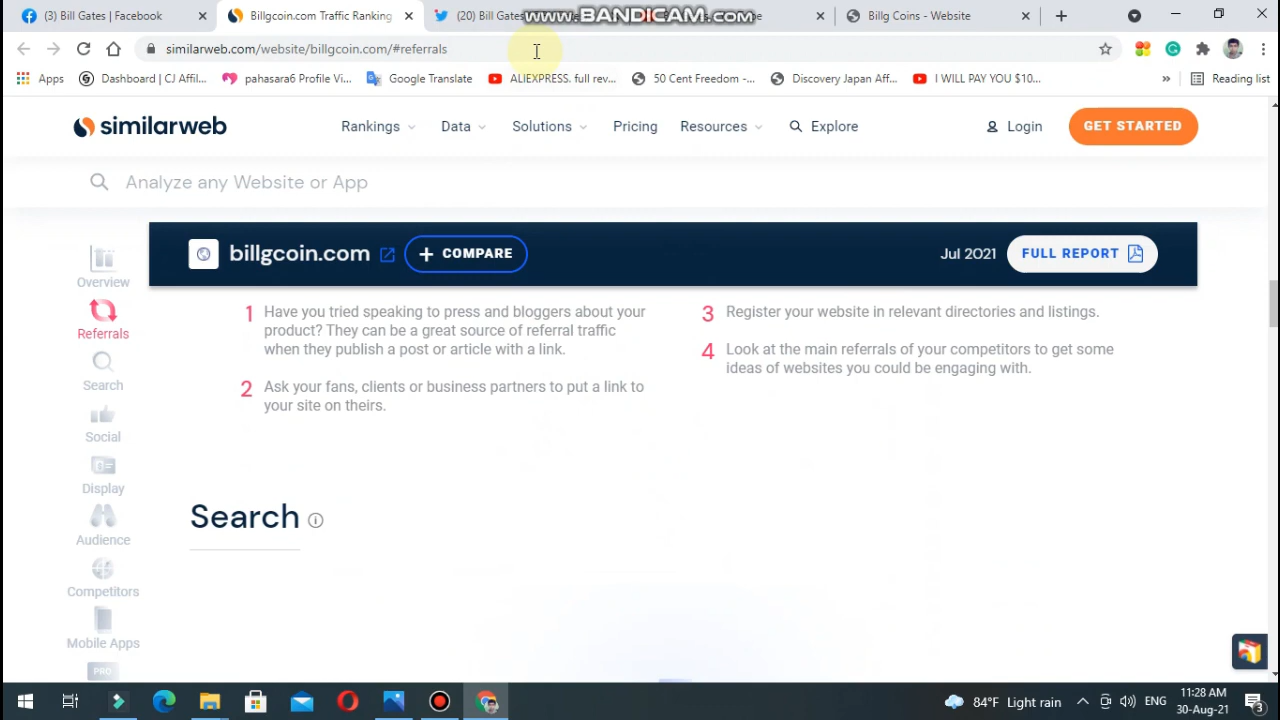 (3) Bill Gates | Facebook
Billgcoin.com Traffic Ranking
(20) Bill Gates
www.BANDICAM.com
Billg Coins - Website
similarweb.com/website/billgcoin.com/#referrals
Apps
Dashboard | CJ Affil...
pahasara6 Profile Vi...
Google Translate
ALIEXPRESS. full rev...
50 Cent Freedom -...
Discovery Japan Aff...
I WILL PAY YOU $10...
»
Reading list
similarweb
Rankings
Data
Solutions
Pricing
Resources
Explore
Login
GET STARTED
Analyze any Website or App
billgcoin.com
+ COMPARE
Jul 2021
FULL REPORT
Overview
Referrals
Search
Social
Display
Audience
Competitors
Mobile Apps
PRO
1 Have you tried speaking to press and bloggers about your
product? They can be a great source of referral traffic
when they publish a post or article with a link.
2 Ask your fans, clients or business partners to put a link to
your site on theirs.
3 Register your website in relevant directories and listings.
4 Look at the main referrals of your competitors to get some
ideas of websites you could be engaging with.
Search
84°F Light rain
ENG
11:28 AM
30-Aug-21
3